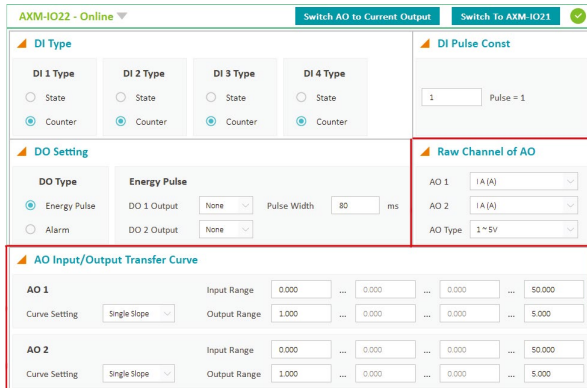 AXM-IO22 - Online
Switch AO to Current Output
Switch To AXM-IO21
DI Type
DI 1 Type
DI 2 Type
DI 3 Type
DI 4 Type
State
State
State
State
Counter
Counter
Counter
Counter
DI Pulse Const
1 Pulse = 1
DO Setting
DO Type
Energy Pulse
Energy Pulse
DO 1 Output None Pulse Width 80 ms
Alarm
DO 2 Output None
Raw Channel of AO
AO 1 I A (A)
AO 2 I A (A)
AO Type 1~5V
AO Input/Output Transfer Curve
AO 1 Input Range 0.000 ... 0.000 ... 0.000 ... 50.000
Curve Setting Single Slope Output Range 1.000 ... 0.000 ... 0.000 ... 5.000
AO 2 Input Range 0.000 ... 0.000 ... 0.000 ... 50.000
Curve Setting Single Slope Output Range 1.000 ... 0.000 ... 0.000 ... 5.000